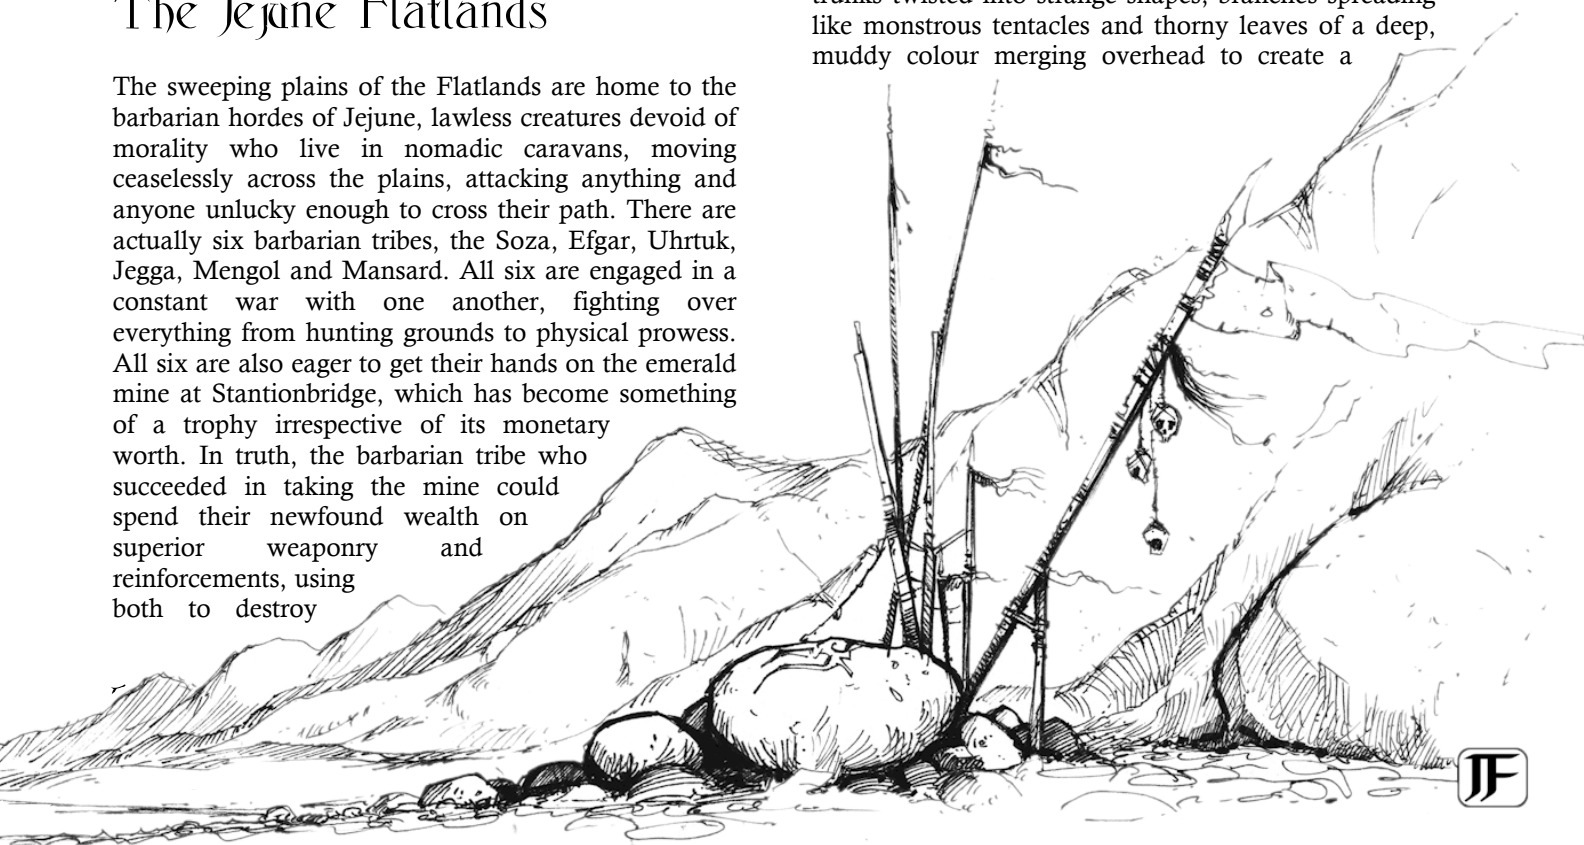 The Jejune Flatlands
The sweeping plains of the Flatlands are home to the
barbarian hordes of Jejune, lawless creatures devoid of
morality who live in nomadic caravans, moving
ceaselessly across the plains, attacking anything and
anyone unlucky enough to cross their path. There are
actually six barbarian tribes, the Soza, Efgar, Uhrtuk,
Jegga, Mengol and Mansard. All six are engaged in a
constant war with one another, fighting over
everything from hunting grounds to physical prowess.
All six are also eager to get their hands on the emerald
mine at Stantionbridge, which has become something
of a trophy irrespective of its monetary
worth. In truth, the barbarian tribe who
succeeded in taking the mine could
spend their newfound wealth on
superior weaponry and
reinforcements, using
both to destroy
trunks twisted into strange shapes, branches spreading
like monstrous tentacles and thorny leaves of a deep,
muddy colour merging overhead to create a
JF